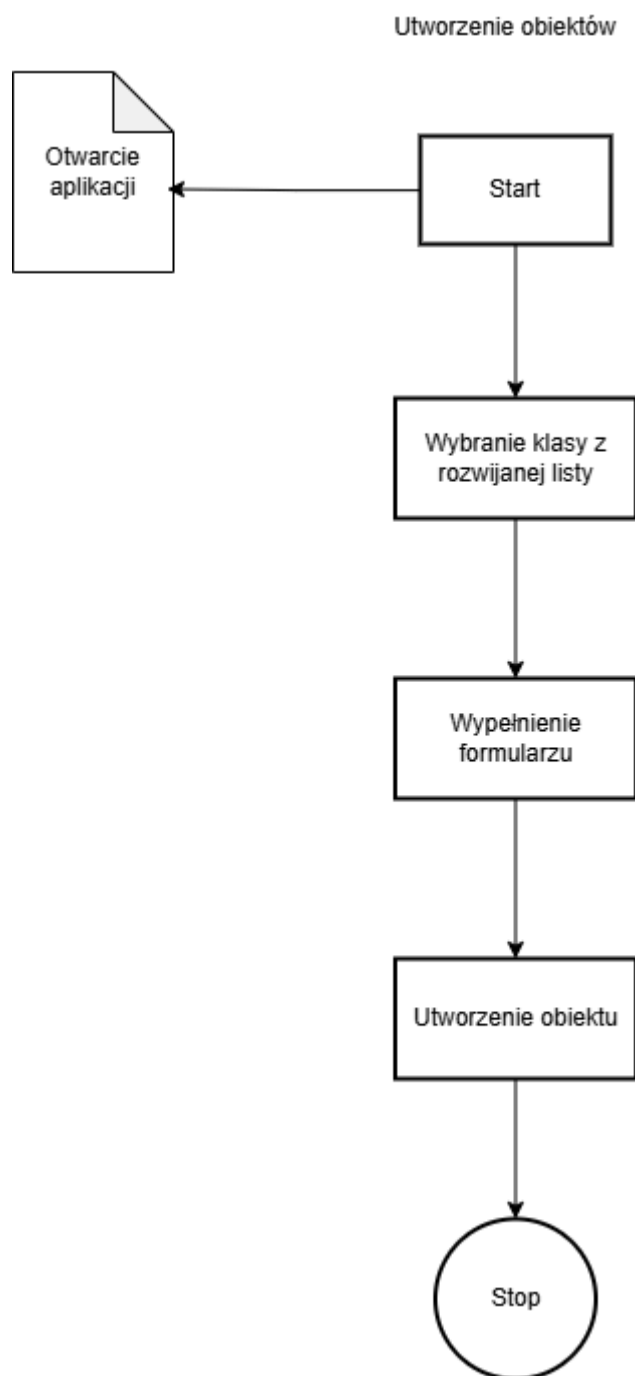 Utworzenie obiektów
Otwarcie
aplikacji
Start
Wybranie klasy z
rozwijanej listy
Wypełnienie
formularzu
Utworzenie obiektu
Stop